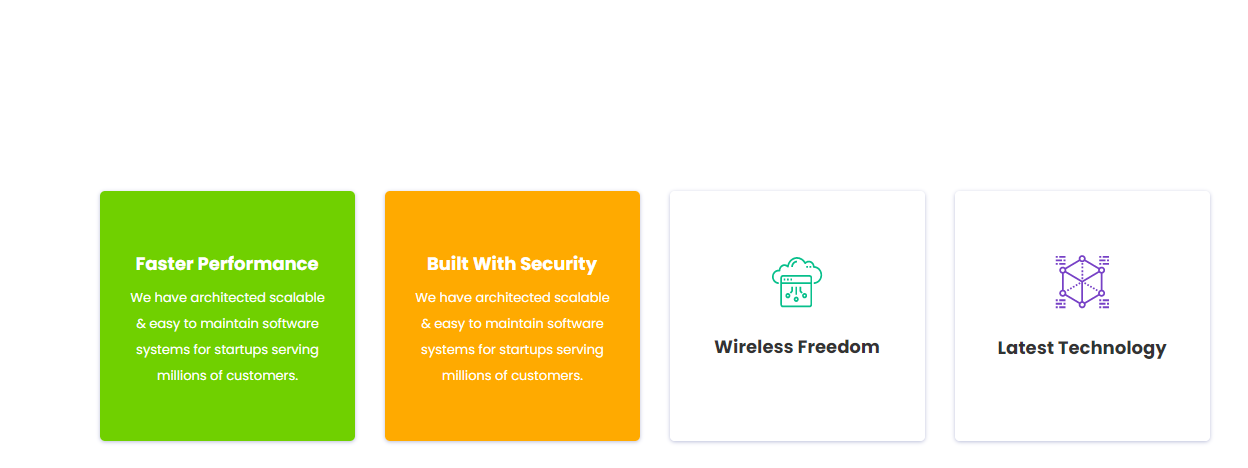 Faster Performance
We have architected scalable
& easy to maintain software
systems for startups serving
millions of customers.
Built With Security
We have architected scalable
& easy to maintain software
systems for startups serving
millions of customers.
Wireless Freedom
Latest Technology